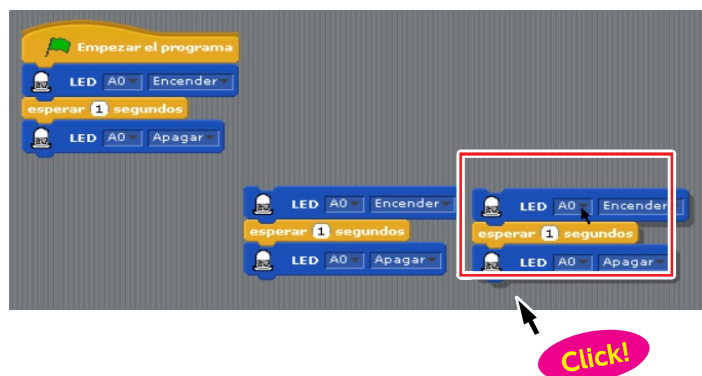 Empezar el programa
LED A0 Encender
esperar 1 segundos
LED A0 Apagar
LED A0 Encender
esperar 1 segundos
LED A0 Apagar
LED A0 Encender
esperar 1 segundos
LED A0 Apagar
Click!